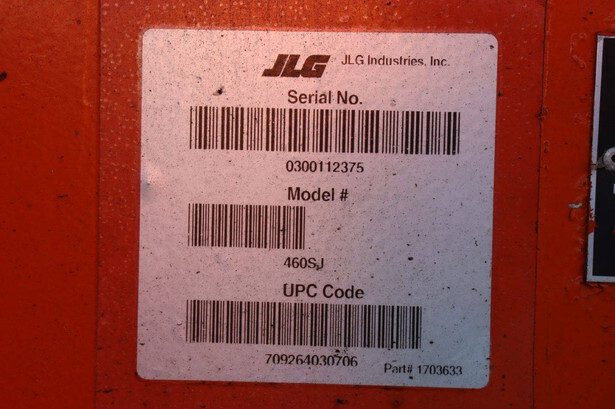 JLG JLG Industries, Inc.
Serial No.
0300112375
Model #
460SJ
UPC Code
709264030706
Part# 1703633